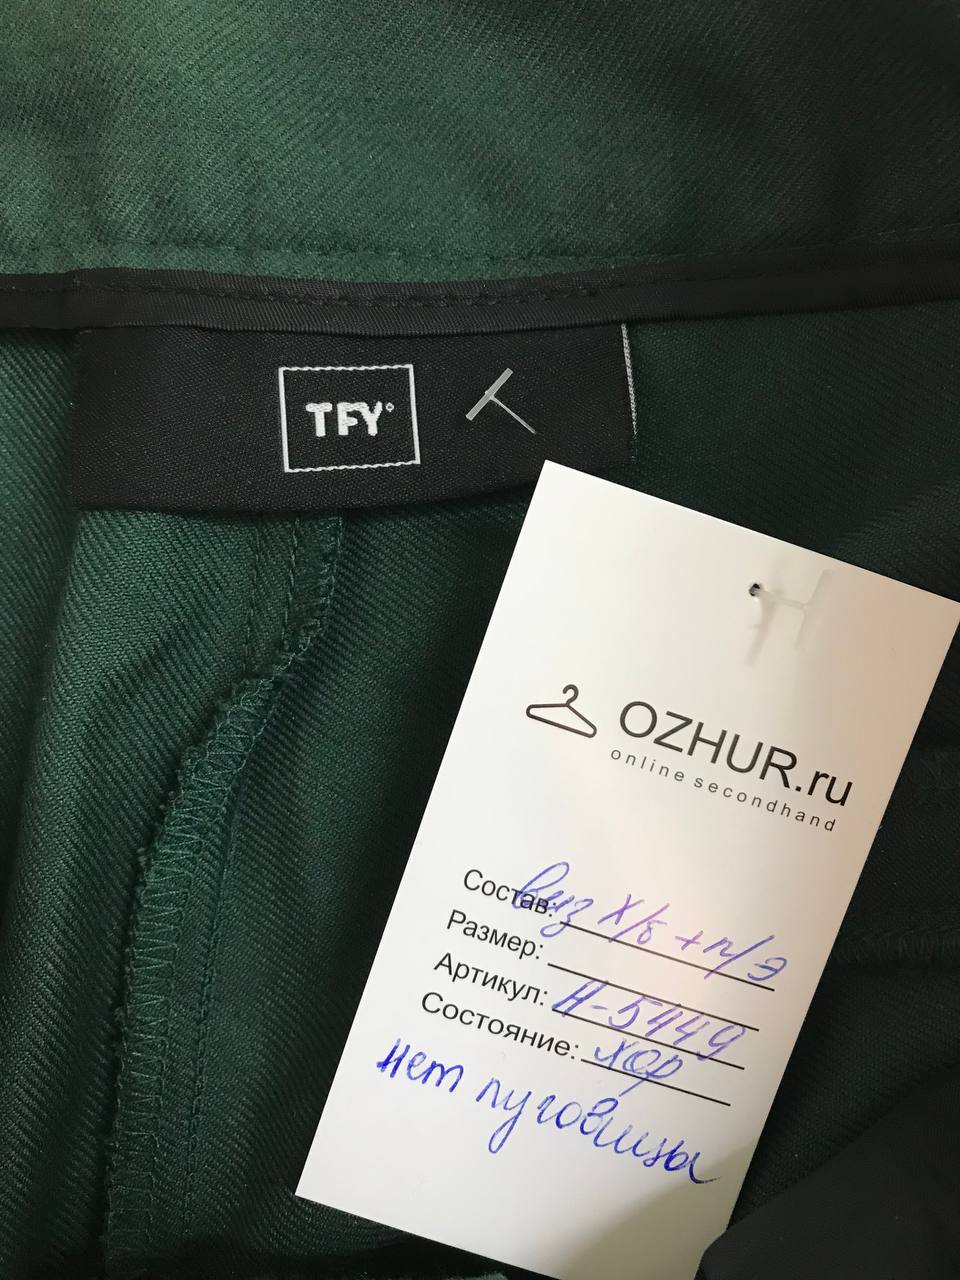 TFY°
OZHUR.ru
online secondhand
Состав: виз х/б + п/э
Размер:
Артикул: Н-5449
Состояние: хор
нет пуговицы